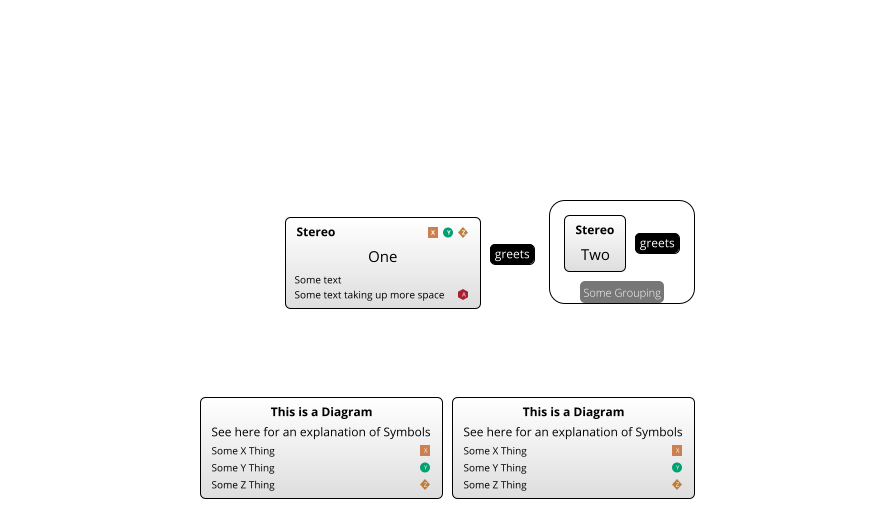 Stereo X Y Z
One
Some text
Some text taking up more space A
greets
Stereo
Two
greets
Some Grouping
This is a Diagram
See here for an explanation of Symbols
Some X Thing X
Some Y Thing Y
Some Z Thing Z
This is a Diagram
See here for an explanation of Symbols
Some X Thing X
Some Y Thing Y
Some Z Thing Z